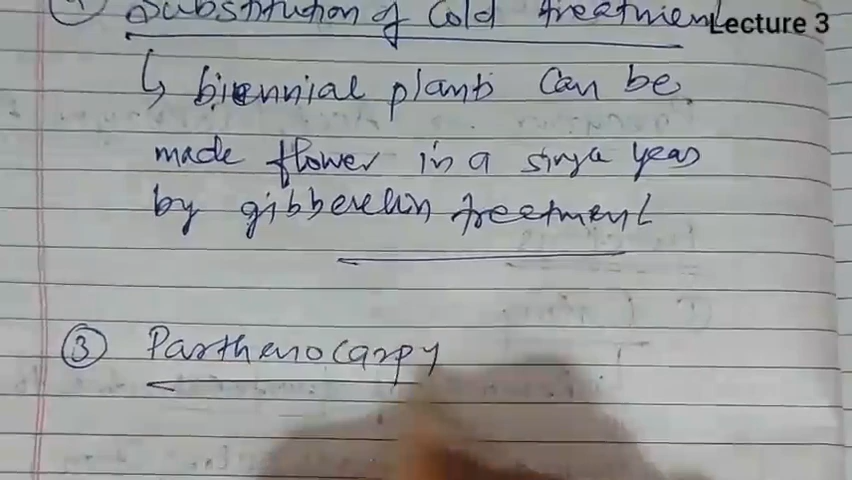 Substitution of Cold treatment
Lecture 3
↳ biennial plants Can be
made flower in a single year
by gibberellin treatment
③ Parthenocarpy